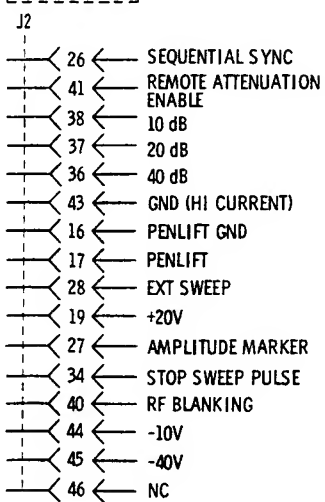 J2
26 SEQUENTIAL SYNC
41 REMOTE ATTENUATION
ENABLE
38 10 dB
37 20 dB
36 40 dB
43 GND (HI CURRENT)
16 PENLIFT GND
17 PENLIFT
28 EXT SWEEP
19 +20V
27 AMPLITUDE MARKER
34 STOP SWEEP PULSE
40 RF BLANKING
44 -10V
45 -40V
46 NC